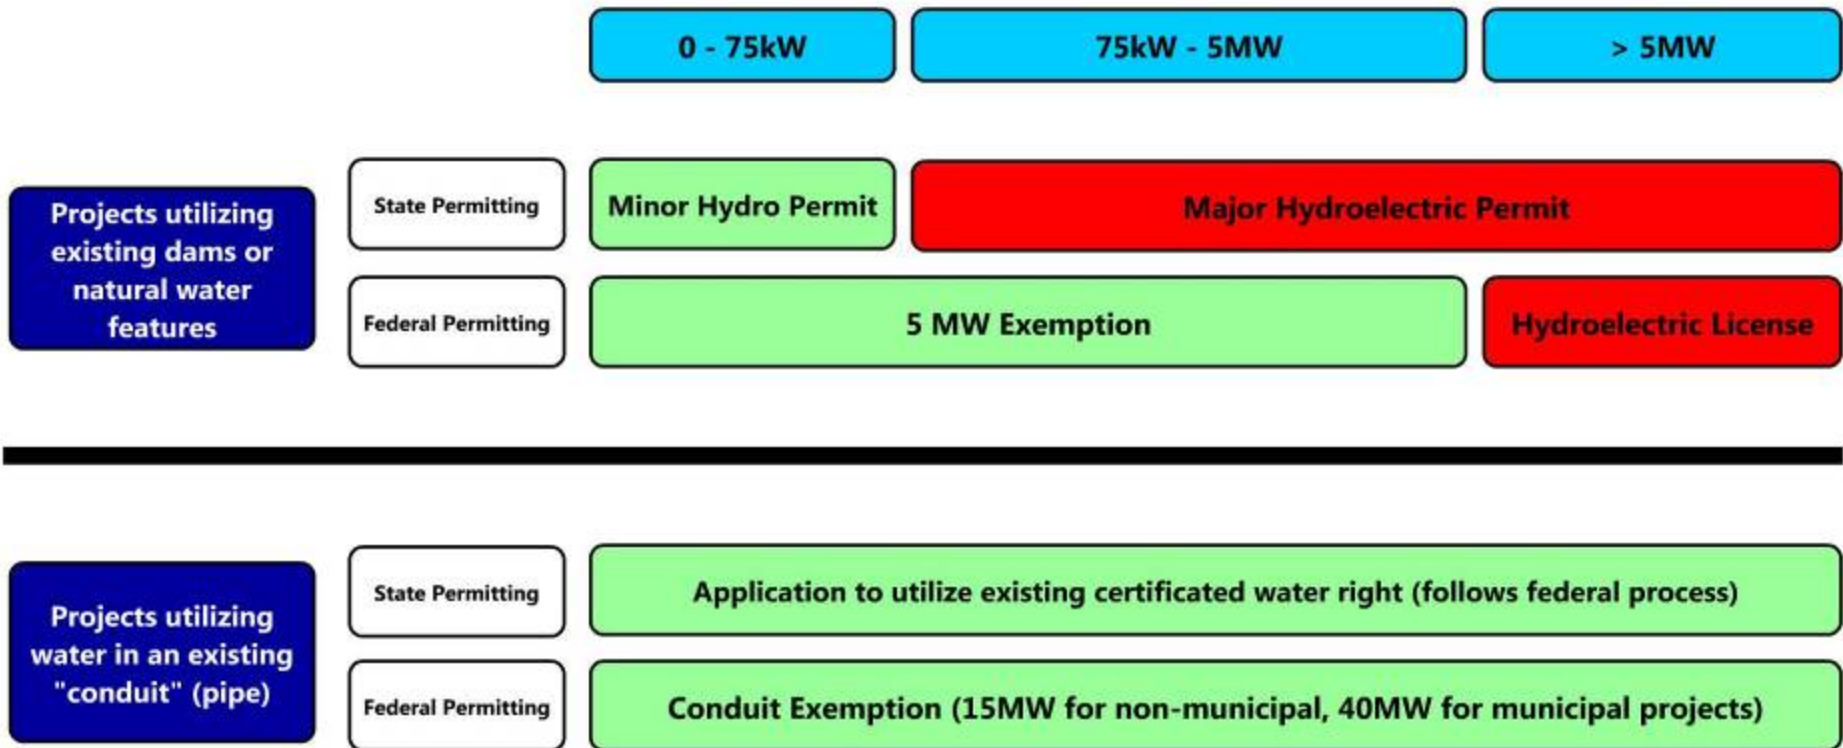 0 - 75kW
75kW - 5MW
> 5MW
Projects utilizing
existing dams or
natural water
features
State Permitting
Minor Hydro Permit
Major Hydroelectric Permit
Federal Permitting
5 MW Exemption
Hydroelectric License
Projects utilizing
water in an existing
"conduit" (pipe)
State Permitting
Application to utilize existing certificated water right (follows federal process)
Federal Permitting
Conduit Exemption (15MW for non-municipal, 40MW for municipal projects)